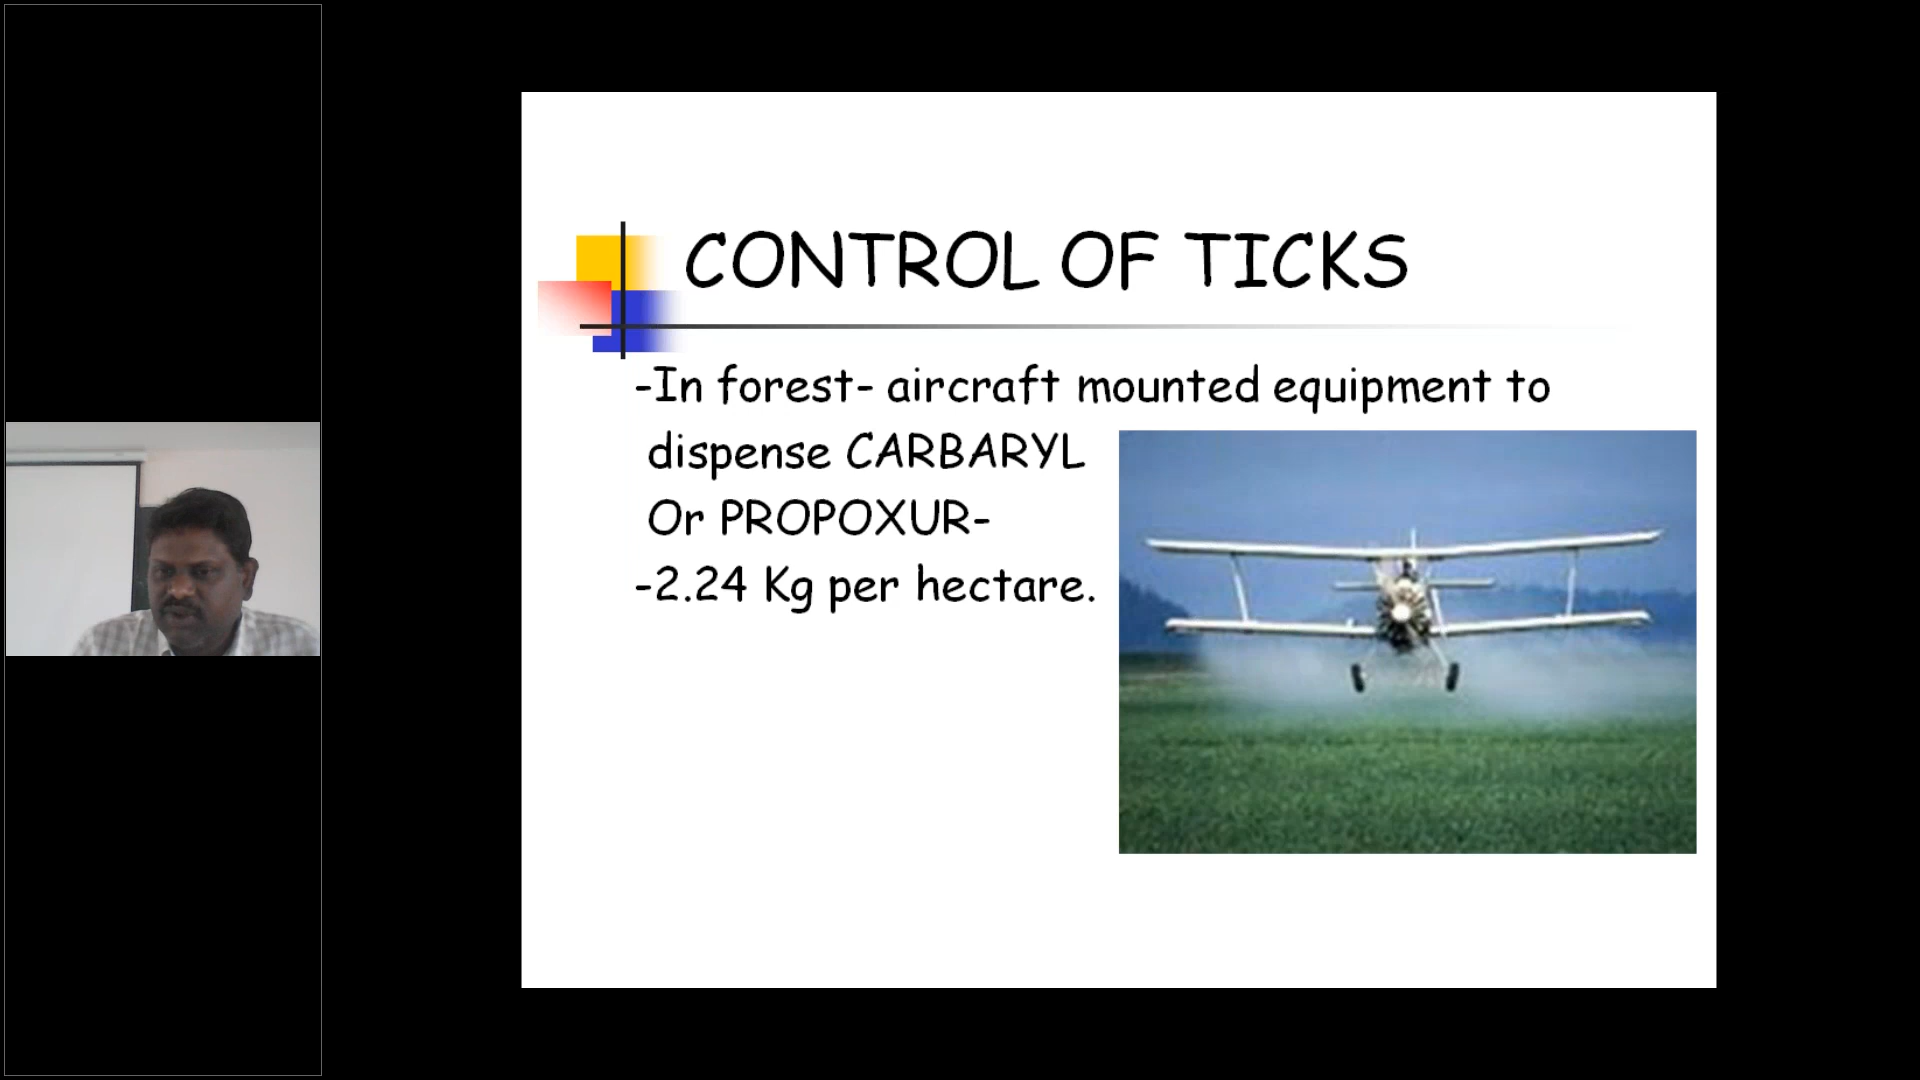 CONTROL OF TICKS
-In forest- aircraft mounted equipment to
dispense CARBARYL
Or PROPOXUR-
-2.24 Kg per hectare.